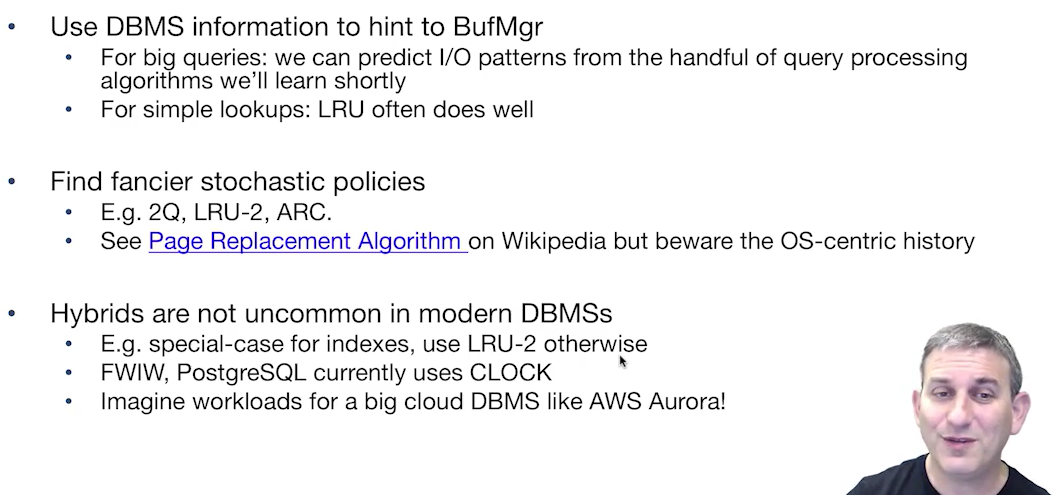 • Use DBMS information to hint to BufMgr
• For big queries: we can predict I/O patterns from the handful of query processing
algorithms we'll learn shortly
• For simple lookups: LRU often does well
• Find fancier stochastic policies
• E.g. 2Q, LRU-2, ARC.
• See Page Replacement Algorithm on Wikipedia but beware the OS-centric history
• Hybrids are not uncommon in modern DBMSs
• E.g. special-case for indexes, use LRU-2 otherwise
• FWIW, PostgreSQL currently uses CLOCK
• Imagine workloads for a big cloud DBMS like AWS Aurora!